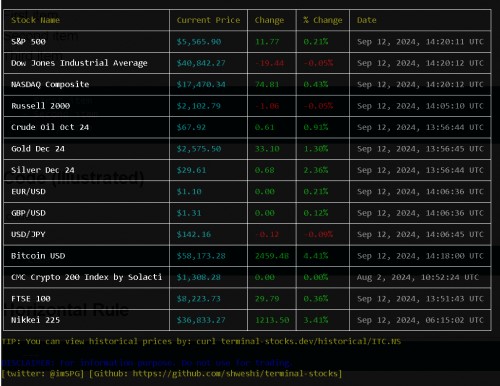 Stock Name Current Price Change % Change Date
S&P 500 $5,565.90 11.77 0.21% Sep 12, 2024, 14:20:11 UTC
Dow Jones Industrial Average $40,842.27 -19.44 -0.05% Sep 12, 2024, 14:20:12 UTC
NASDAQ Composite $17,470.34 74.81 0.43% Sep 12, 2024, 14:20:12 UTC
Russell 2000 $2,102.79 -1.06 -0.05% Sep 12, 2024, 14:05:10 UTC
Crude Oil Oct 24 $67.92 0.61 0.91% Sep 12, 2024, 13:56:44 UTC
Gold Dec 24 $2,575.50 33.10 1.30% Sep 12, 2024, 13:56:45 UTC
Silver Dec 24 $29.61 0.68 2.36% Sep 12, 2024, 13:56:44 UTC
(Illustrated)
EUR/USD $1.10 0.00 0.21% Sep 12, 2024, 14:06:36 UTC
GBP/USD $1.31 0.00 0.12% Sep 12, 2024, 14:06:36 UTC
USD/JPY $142.16 -0.12 -0.09% Sep 12, 2024, 14:06:45 UTC
Bitcoin USD $58,173.28 2459.48 4.41% Sep 12, 2024, 14:18:00 UTC
CMC Crypto 200 Index by Solacti $1,308.28 0.00 0.00% Aug 2, 2024, 10:52:24 UTC
FTSE 100 $8,223.73 29.79 0.36% Sep 12, 2024, 13:51:43 UTC
Horizontal Rule
Nikkei 225 $36,833.27 1213.50 3.41% Sep 12, 2024, 06:15:02 UTC
TIP: You can view historical prices by: curl terminal-stocks.dev/historical/ITC.NS
DISCLAIMER: For information purpose. Do not use for trading.
[twitter: @imSPG] [Github: https://github.com/shweshi/terminal-stocks]